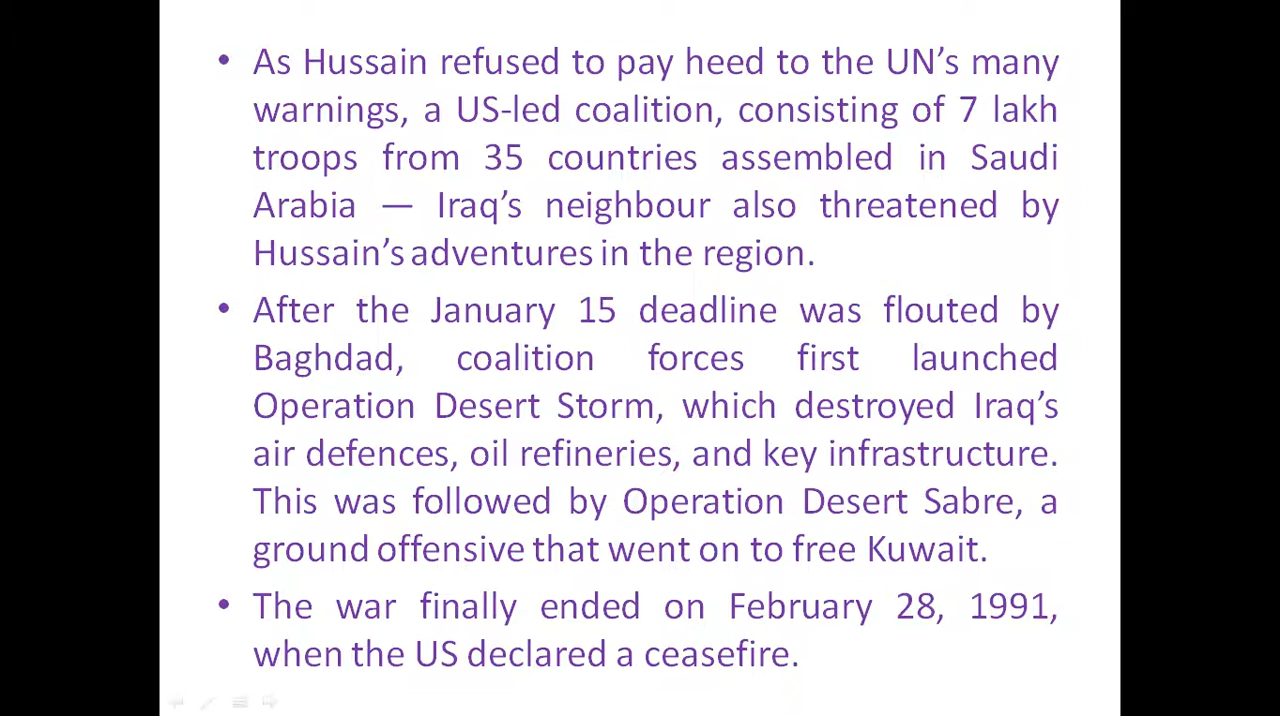 • As Hussain refused to pay heed to the UN’s many
warnings, a US-led coalition, consisting of 7 lakh
troops from 35 countries assembled in Saudi
Arabia — Iraq’s neighbour also threatened by
Hussain’s adventures in the region.
• After the January 15 deadline was flouted by
Baghdad, coalition forces first launched
Operation Desert Storm, which destroyed Iraq’s
air defences, oil refineries, and key infrastructure.
This was followed by Operation Desert Sabre, a
ground offensive that went on to free Kuwait.
• The war finally ended on February 28, 1991,
when the US declared a ceasefire.